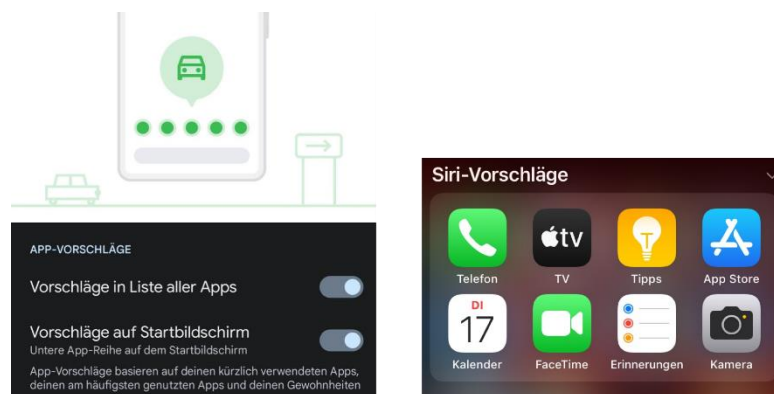 APP-VORSCHLÄGE
Vorschläge in Liste aller Apps
Vorschläge auf Startbildschirm
Untere App-Reihe auf dem Startbildschirm
App-Vorschläge basieren auf deinen kürzlich verwendeten Apps,
deinen am häufigsten genutzten Apps und deinen Gewohnheiten
Siri-Vorschläge
tv
T
Telefon TV Tipps App Store
DI
17
Kalender FaceTime Erinnerungen Kamera